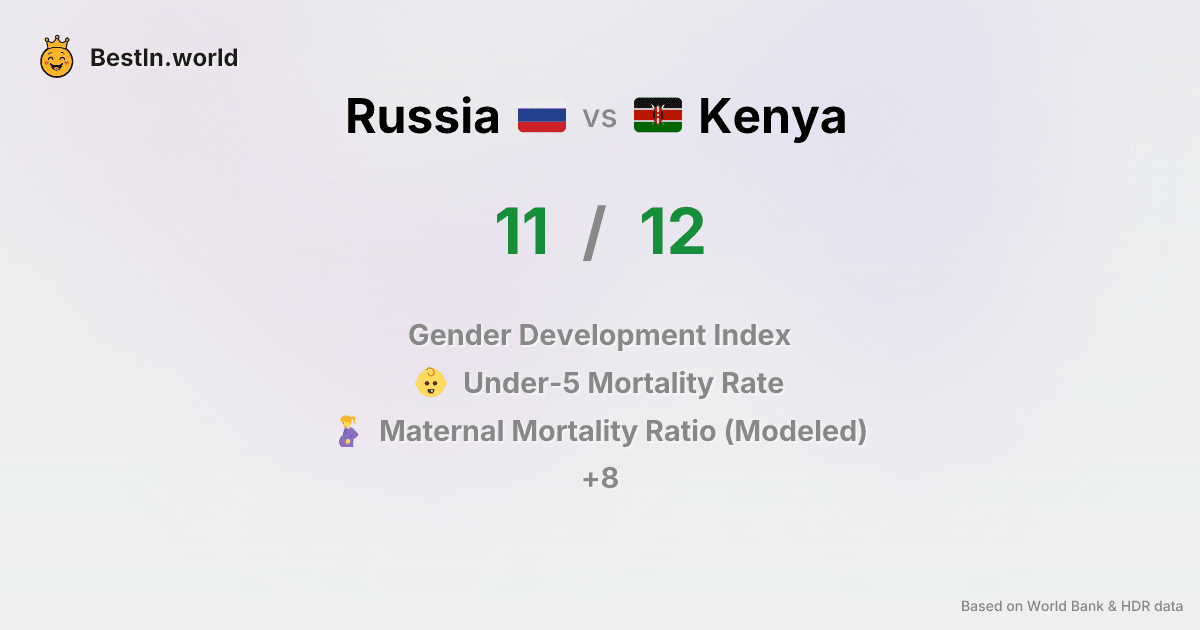 BestIn.world
Russia vs Kenya
11 / 12
Gender Development Index
Under-5 Mortality Rate
Maternal Mortality Ratio (Modeled)
+8
Based on World Bank & HDR data